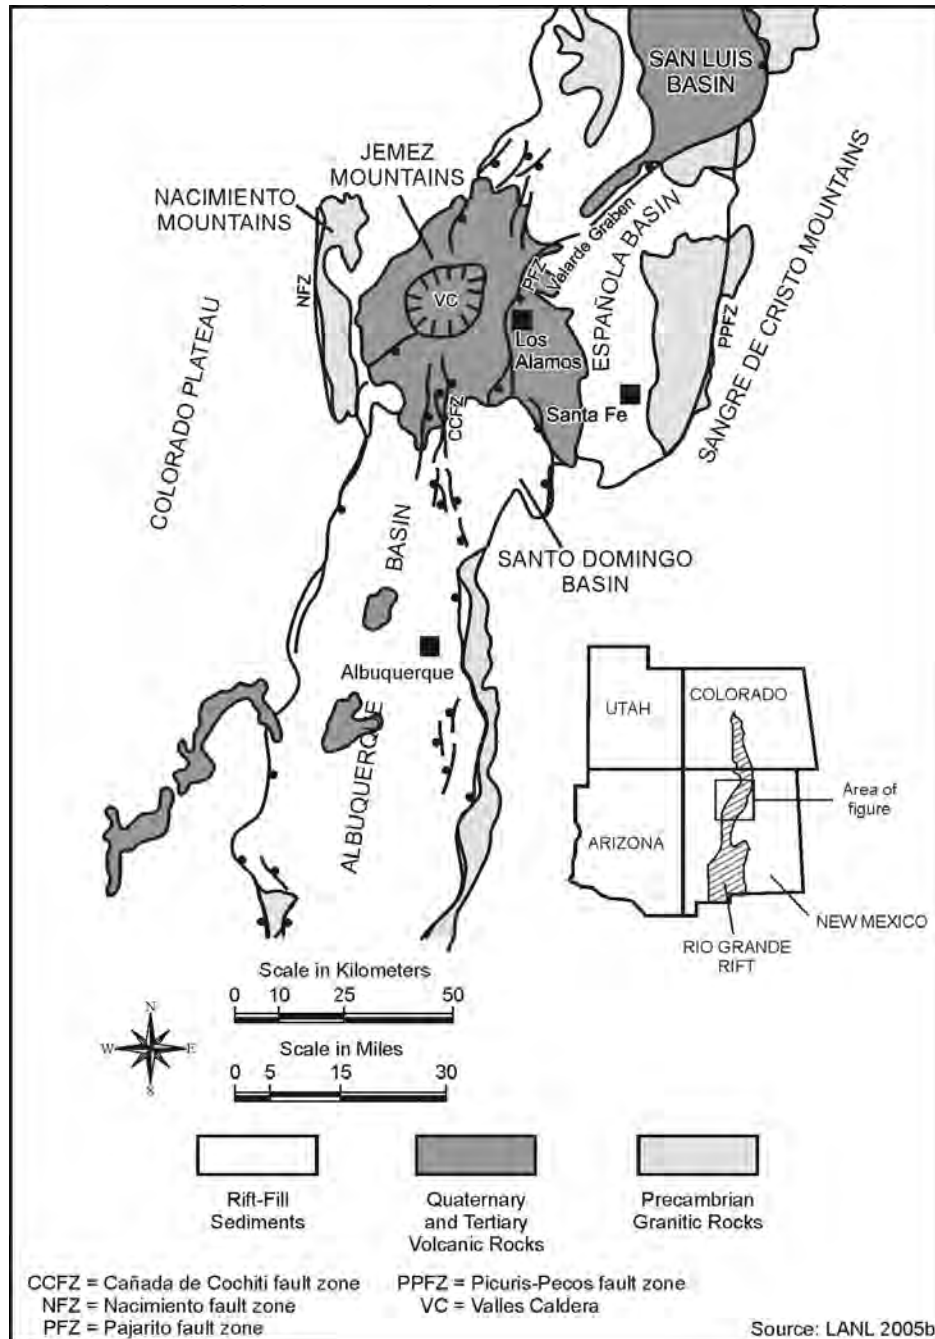 SAN LUIS
BASIN
JEMEZ
MOUNTAINS
NACIMIENTO
MOUNTAINS
SANGRE DE CRISTO MOUNTAINS
COLORADO PLATEAU
NFZ
VC
PFZ
Velarde Graben
ESPAÑOLA BASIN
PPFZ
Los
Alamos
Santa Fe
CCFZ
SANTO DOMINGO
BASIN
ALBUQUERQUE BASIN
Albuquerque
UTAH
COLORADO
ARIZONA
Area of
figure
NEW MEXICO
RIO GRANDE
RIFT
Scale in Kilometers
0 10 25 50
Scale in Miles
0 5 15 30
N
W E
S
Rift-Fill
Sediments
Quaternary
and Tertiary
Volcanic Rocks
Precambrian
Granitic Rocks
CCFZ = Cañada de Cochiti fault zone
NFZ = Nacimiento fault zone
PFZ = Pajarito fault zone
PPFZ = Picuris-Pecos fault zone
VC = Valles Caldera
Source: LANL 2005b